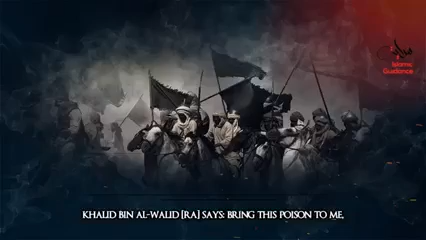 Islamic
Guidance
KHALID BIN AL-WALID [RA] SAYS: BRING THIS POISON TO ME,